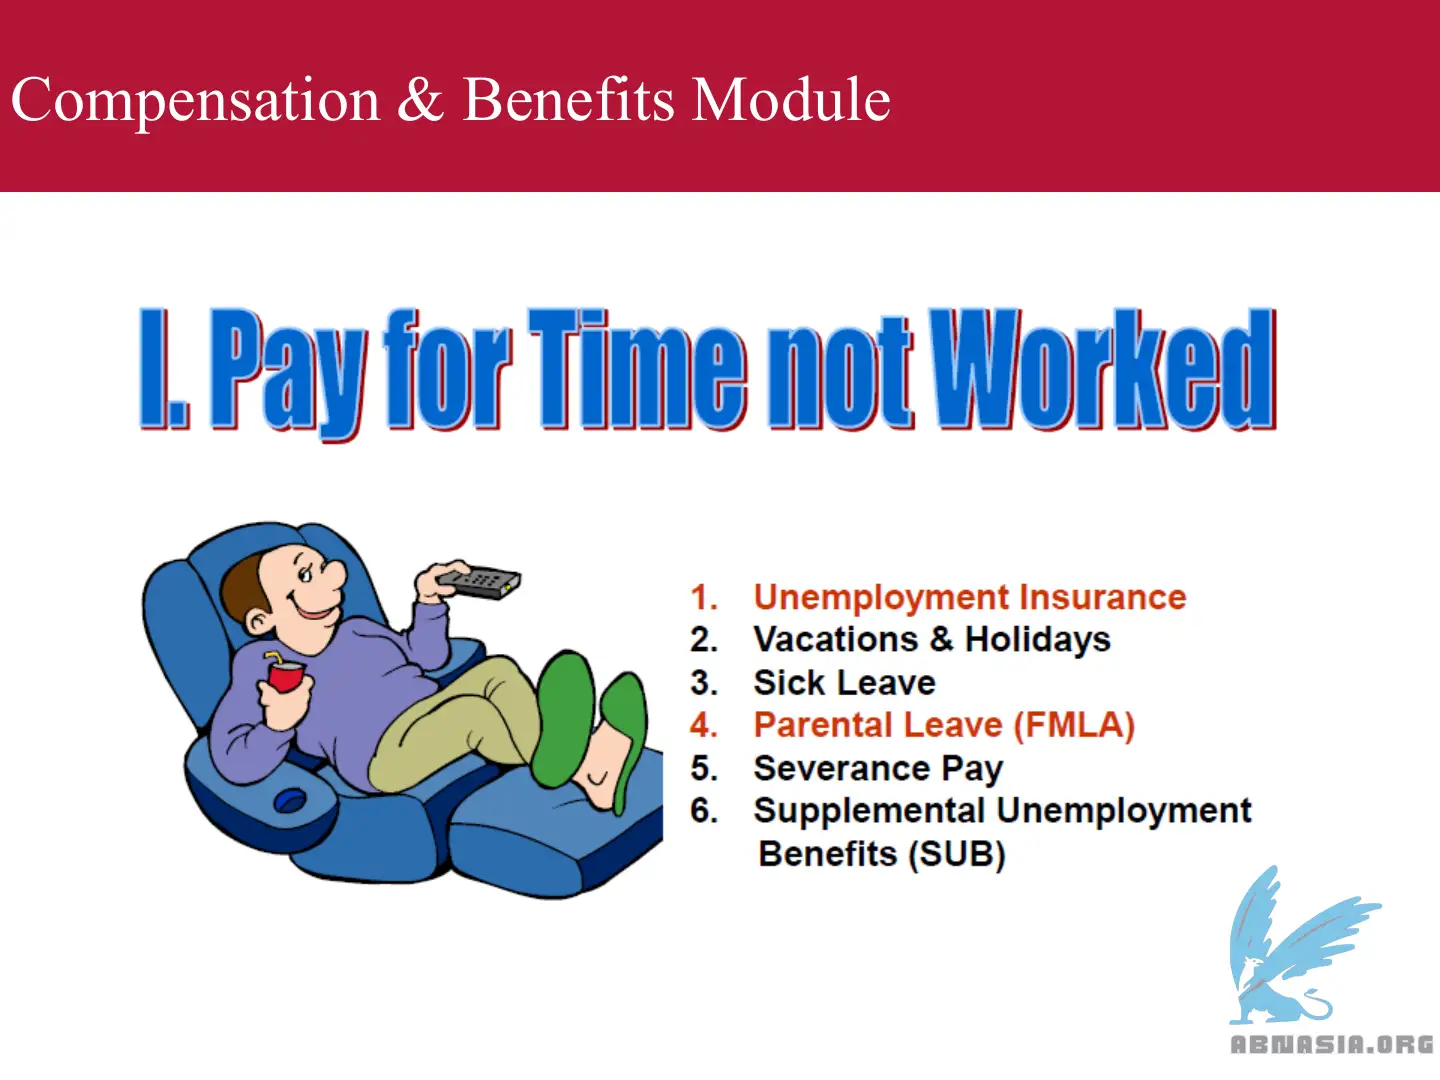 Compensation & Benefits Module
I. Pay for Time not Worked
1. Unemployment Insurance
2. Vacations & Holidays
3. Sick Leave
4. Parental Leave (FMLA)
5. Severance Pay
6. Supplemental Unemployment
Benefits (SUB)
ABNASIA.ORG